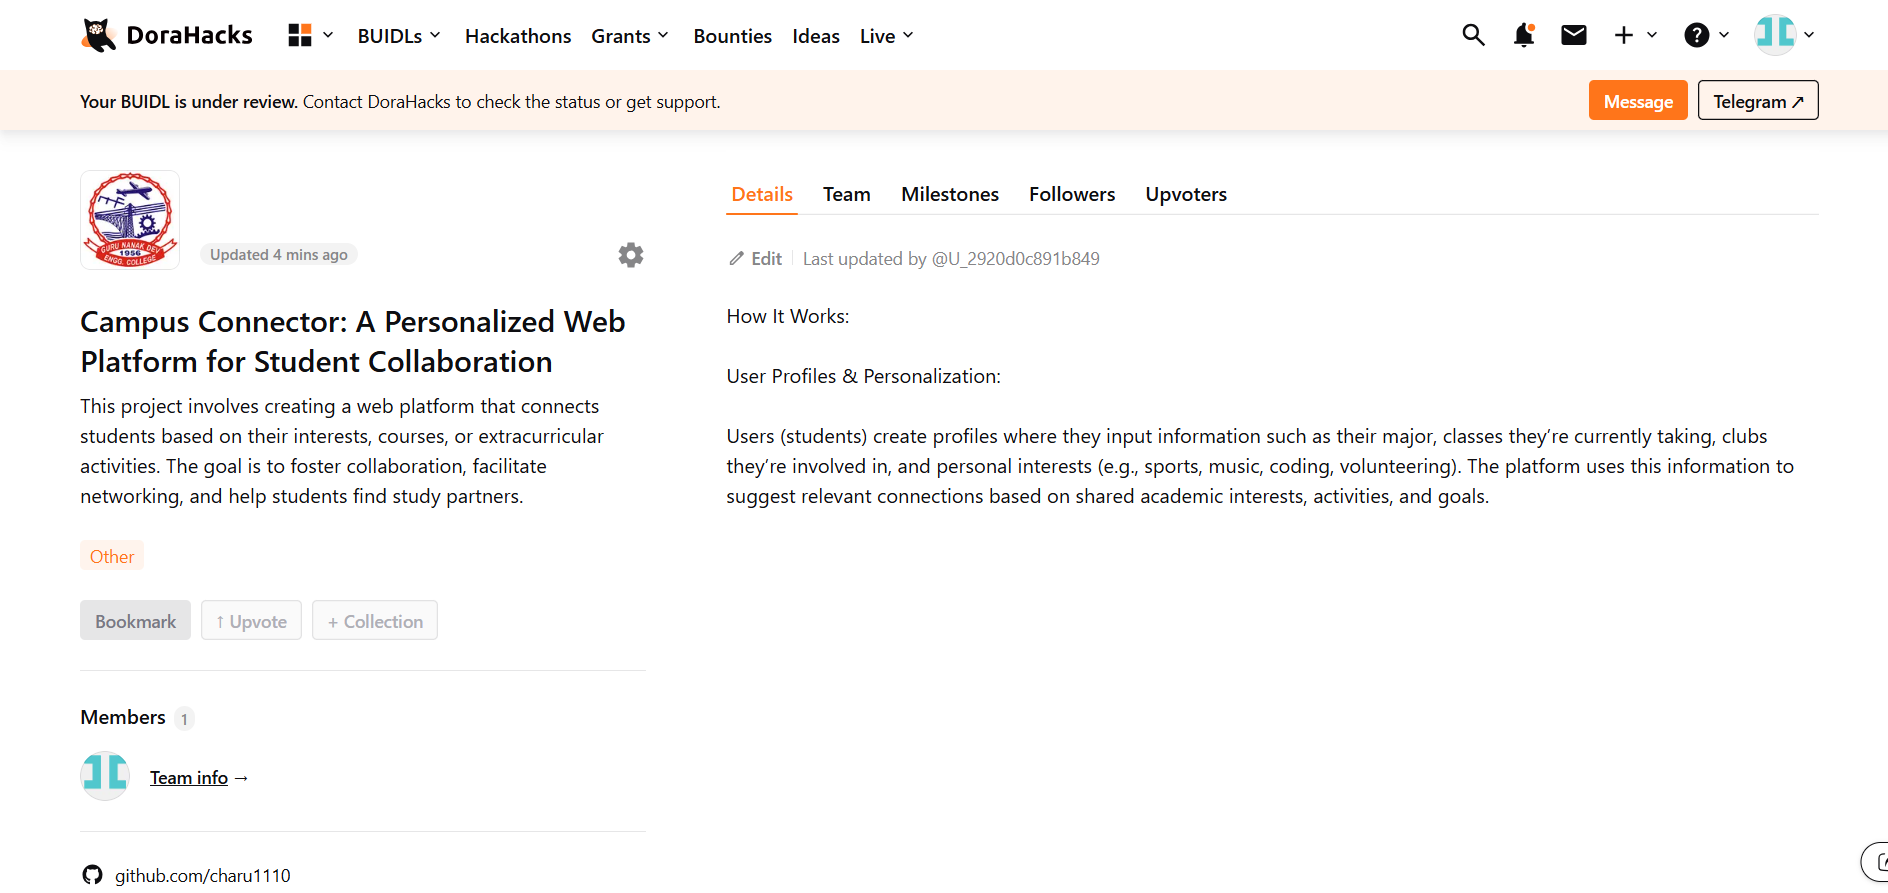 DoraHacks
BUIDLs
Hackathons
Grants
Bounties
Ideas
Live
Your BUIDL is under review. Contact DoraHacks to check the status or get support.
Message
Telegram ↗
GURU NANAK DEV
1956
ENGG. COLLEGE
Updated 4 mins ago
Campus Connector: A Personalized Web
Platform for Student Collaboration
This project involves creating a web platform that connects
students based on their interests, courses, or extracurricular
activities. The goal is to foster collaboration, facilitate
networking, and help students find study partners.
Other
Bookmark
↑ Upvote
+ Collection
Members 1
Team info →
github.com/charu1110
Details
Team
Milestones
Followers
Upvoters
Edit
Last updated by @U_2920d0c891b849
How It Works:
User Profiles & Personalization:
Users (students) create profiles where they input information such as their major, classes they’re currently taking, clubs
they’re involved in, and personal interests (e.g., sports, music, coding, volunteering). The platform uses this information to
suggest relevant connections based on shared academic interests, activities, and goals.